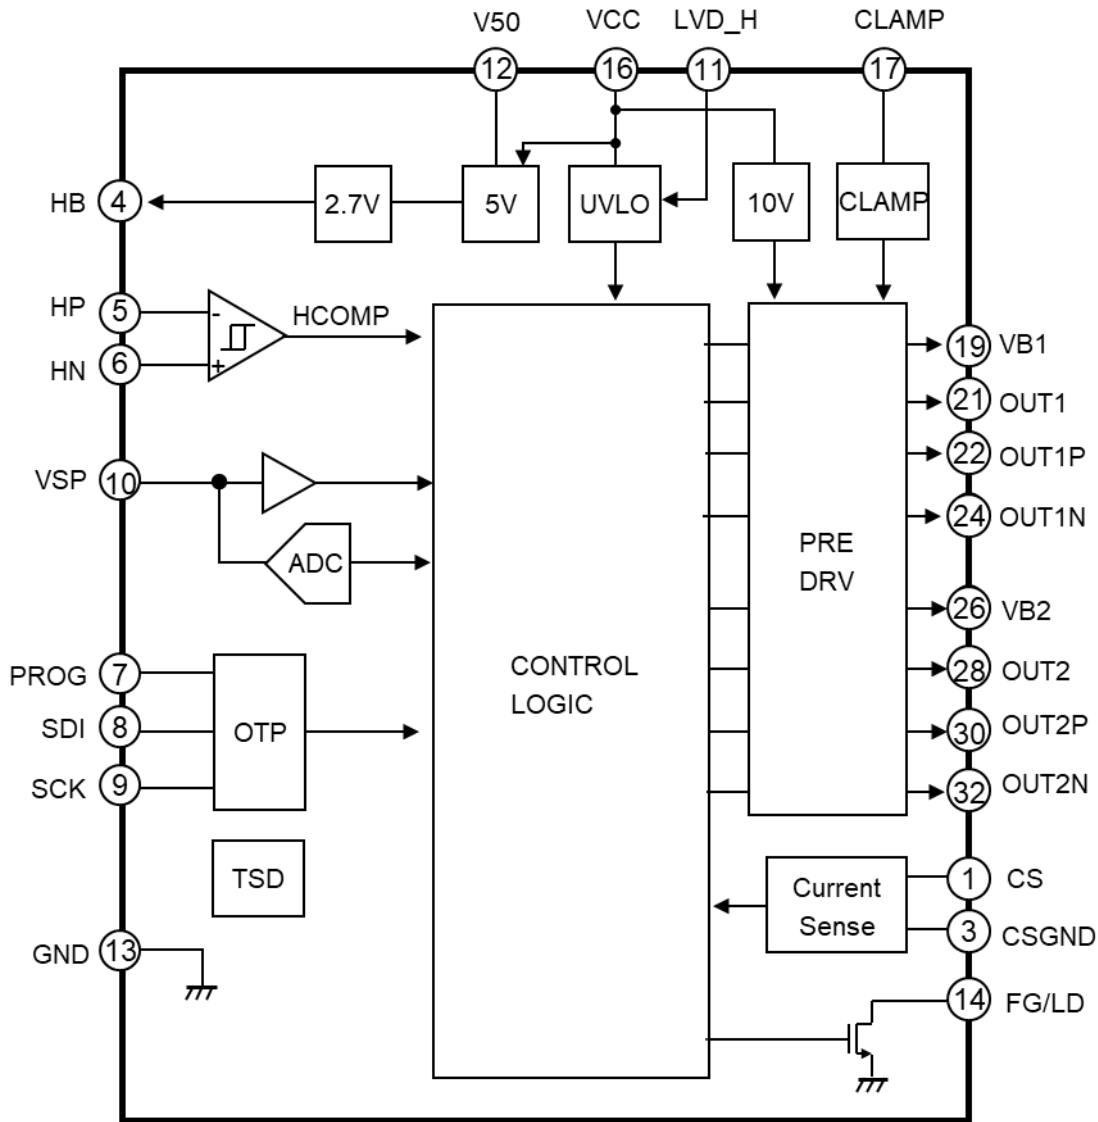 V50 VCC LVD_H CLAMP
12 16 11 17
HB 4 2.7V 5V UVLO 10V CLAMP
HP 5 - HCOMP
HN 6 +
19 VB1
21 OUT1
22 OUT1P
VSP 10
24 OUT1N
ADC
PRE
DRV
26 VB2
CONTROL
LOGIC
28 OUT2
PROG 7
SDI 8 OTP
30 OUT2P
SCK 9
32 OUT2N
TSD
Current
Sense
1 CS
3 CSGND
GND 13
14 FG/LD